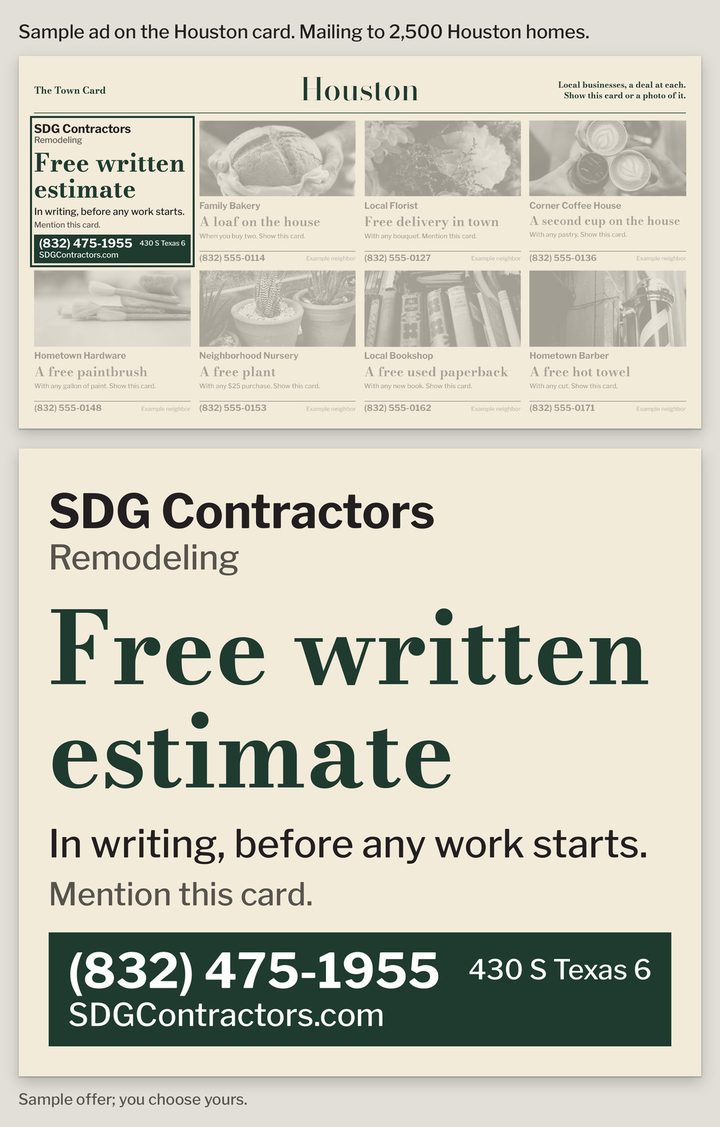 Sample ad on the Houston card. Mailing to 2,500 Houston homes.
The Town Card
Houston
Local businesses, a deal at each.
Show this card or a photo of it.
SDG Contractors
Remodeling
Free written
estimate
In writing, before any work starts.
Mention this card.
(832) 475-1955 430 S Texas 6
SDGContractors.com
Family Bakery
A loaf on the house
When you buy two. Show this card.
(832) 555-0114 Example neighbor
Local Florist
Free delivery in town
With any bouquet. Mention this card.
(832) 555-0127 Example neighbor
Corner Coffee House
A second cup on the house
With any pastry. Show this card.
(832) 555-0136 Example neighbor
Hometown Hardware
A free paintbrush
With any gallon of paint. Show this card.
(832) 555-0148 Example neighbor
Neighborhood Nursery
A free plant
With any $25 purchase. Show this card.
(832) 555-0153 Example neighbor
Local Bookshop
A free used paperback
With any new book. Show this card.
(832) 555-0162 Example neighbor
Hometown Barber
A free hot towel
With any cut. Show this card.
(832) 555-0171 Example neighbor
SDG Contractors
Remodeling
Free written
estimate
In writing, before any work starts.
Mention this card.
(832) 475-1955 430 S Texas 6
SDGContractors.com
Sample offer; you choose yours.